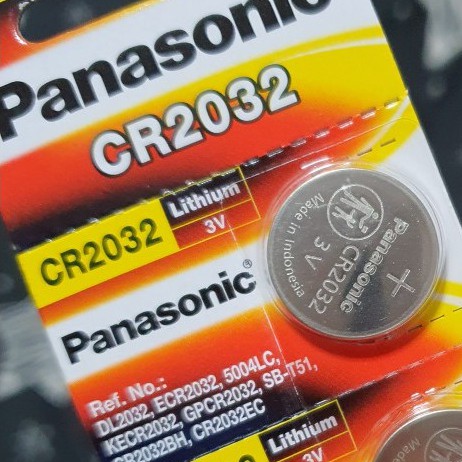 Panasonic
CR2032
CR2032
Lithium
3V
Panasonic®
Ref. No.:
DL2032, ECR2032, 5004LC,
KECR2032, GPCR2032, SB-T51,
CR2032BH, CR2032EC
Panasonic
CR2032
3V
Made in Indonesia
+
Lithium
3V